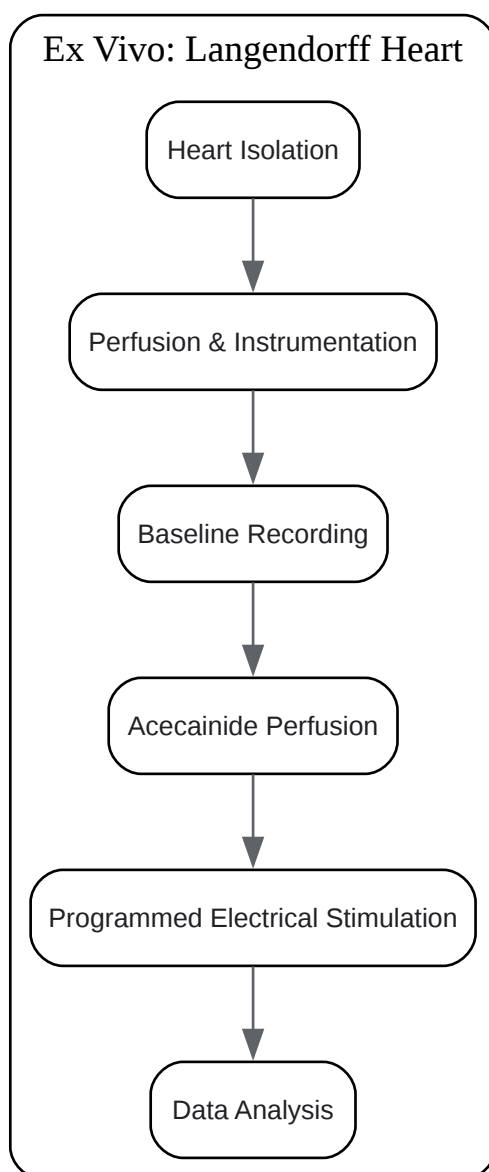 Ex Vivo: Langendorff Heart
Heart Isolation
Perfusion & Instrumentation
Baseline Recording
Acecainide Perfusion
Programmed Electrical Stimulation
Data Analysis